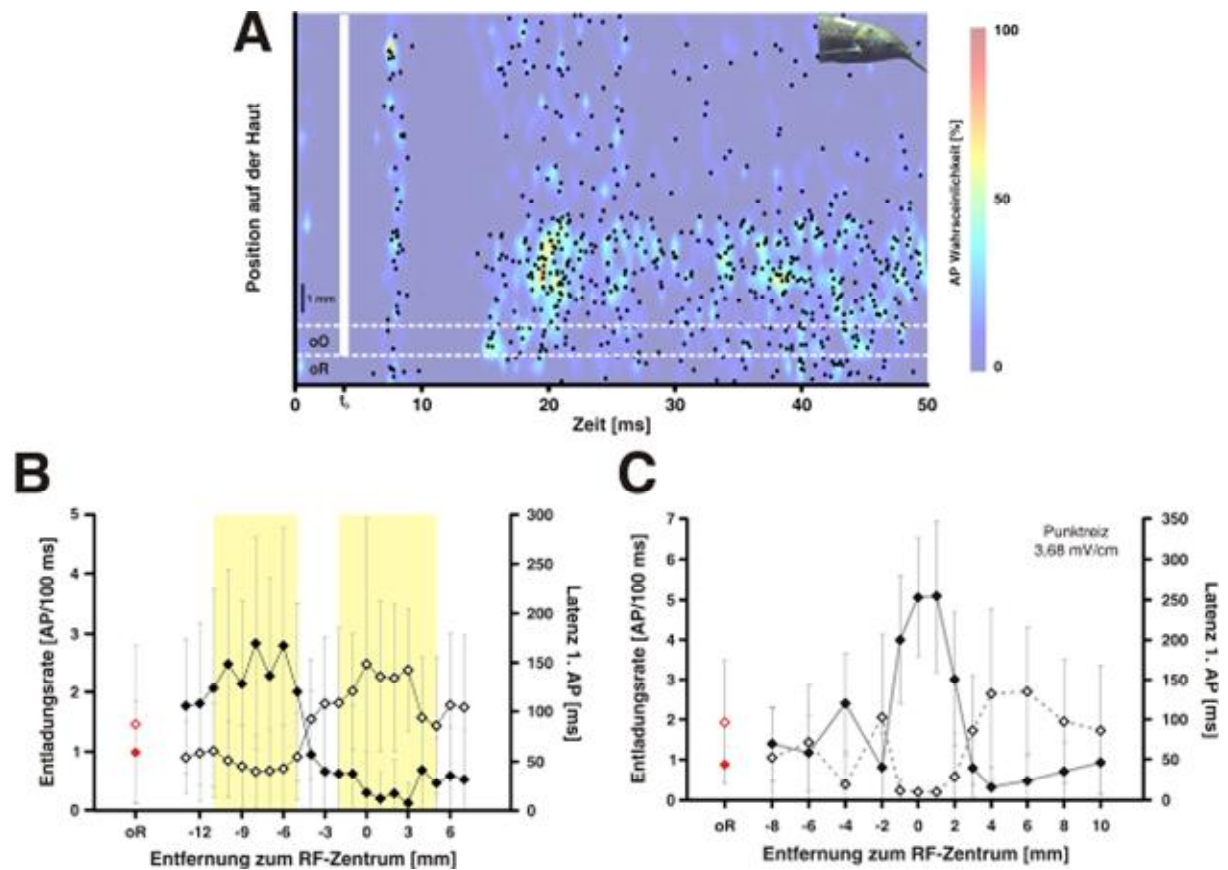 A
100
50
0
AP Wahrsceinlichkeit [%]
Position auf der Haut
1 mm
oO
oR
0
10
20
30
40
50
Zeit [ms]
B
C
5
4
3
2
1
0
Entladungsrate [AP/100 ms]
300
250
200
150
100
50
0
Latenz 1. AP [ms]
oR
-12
-9
-6
-3
0
3
6
Entfernung zum RF-Zentrum [mm]
7
6
5
4
3
2
1
0
Entladungsrate [AP/100 ms]
Punktreiz
3,68 mV/cm
350
300
250
200
150
100
50
0
Latenz 1. AP [ms]
oR
-8
-6
-4
-2
0
2
4
6
8
10
Entfernung zum RF-Zentrum [mm]